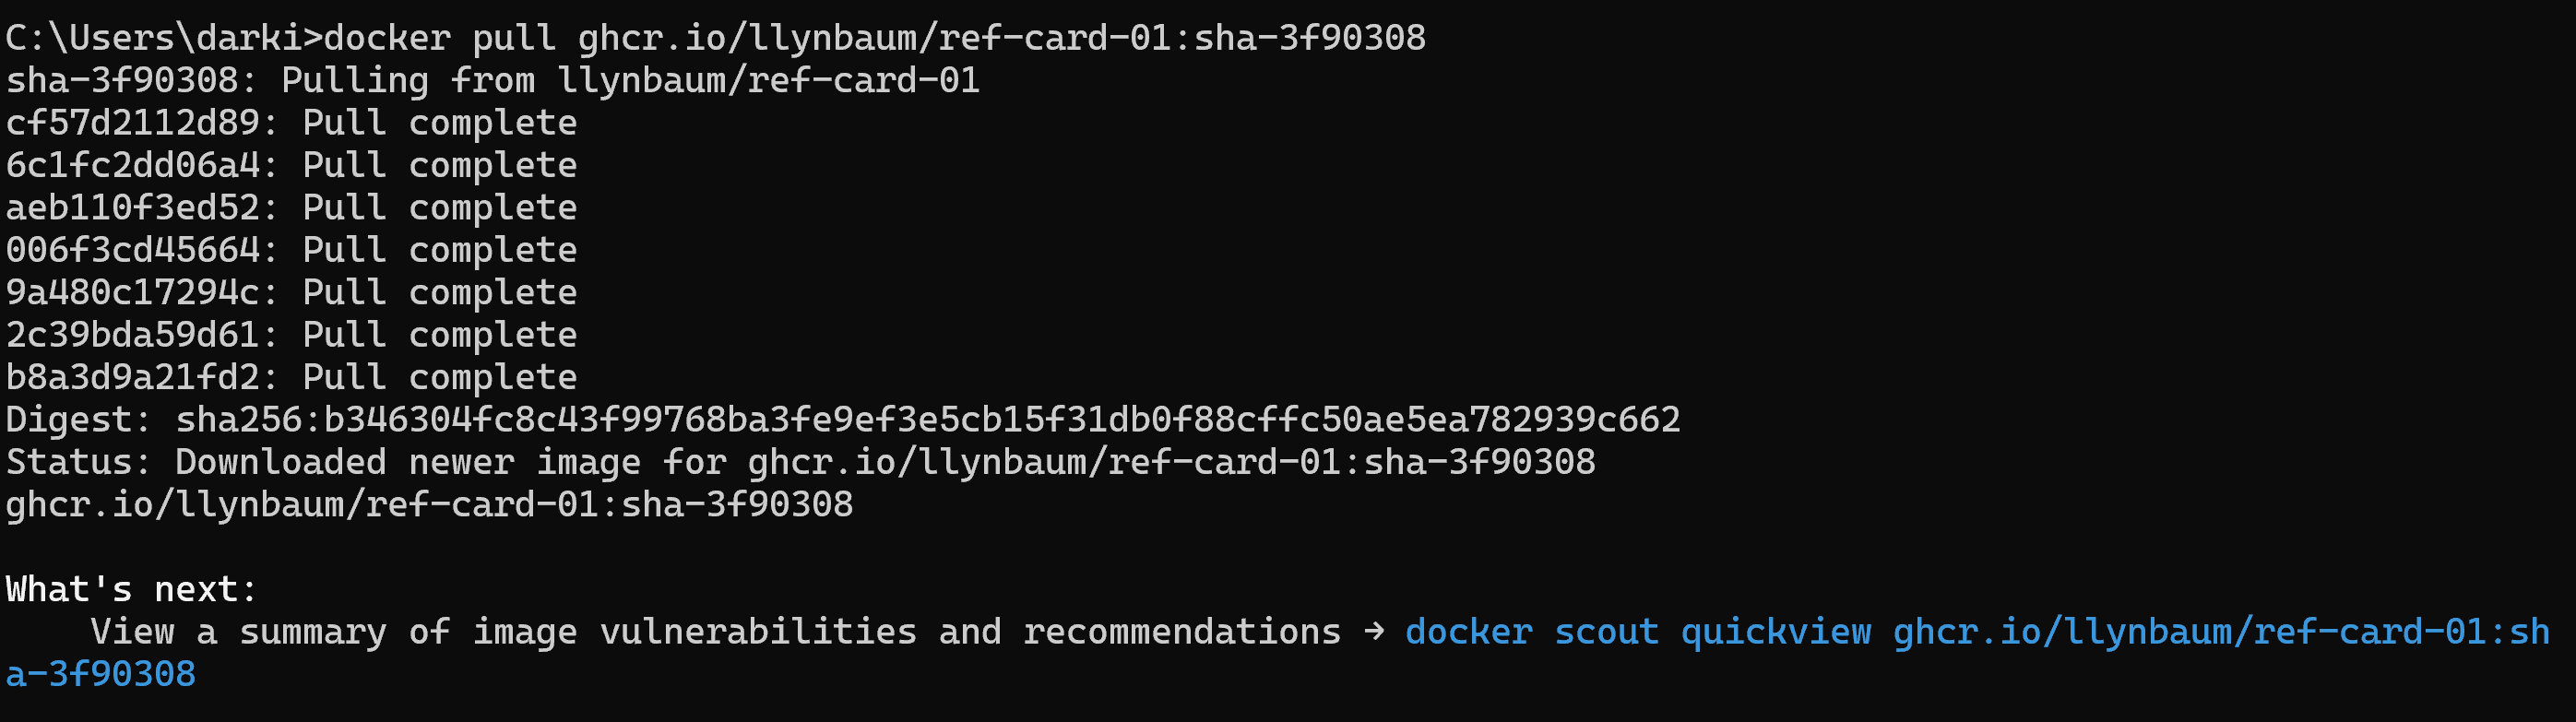 C:\Users\darki>docker pull ghcr.io/llynbaum/ref-card-01:sha-3f90308
sha-3f90308: Pulling from llynbaum/ref-card-01
cf57d2112d89: Pull complete
6c1fc2dd06a4: Pull complete
aeb110f3ed52: Pull complete
006f3cd45664: Pull complete
9a480c17294c: Pull complete
2c39bda59d61: Pull complete
b8a3d9a21fd2: Pull complete
Digest: sha256:b346304fc8c43f99768ba3fe9ef3e5cb15f31db0f88cffc50ae5ea782939c662
Status: Downloaded newer image for ghcr.io/llynbaum/ref-card-01:sha-3f90308
ghcr.io/llynbaum/ref-card-01:sha-3f90308
What's next:
View a summary of image vulnerabilities and recommendations → docker scout quickview ghcr.io/llynbaum/ref-card-01:sh
a-3f90308